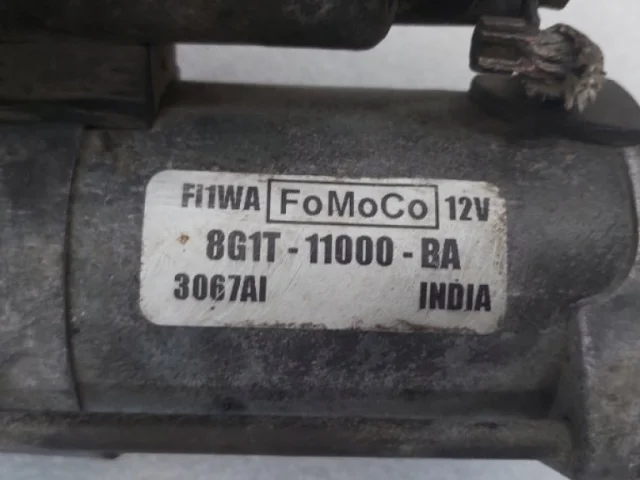 FI1WA FoMoCo 12V
8G1T - 11000 - BA
3067AI INDIA